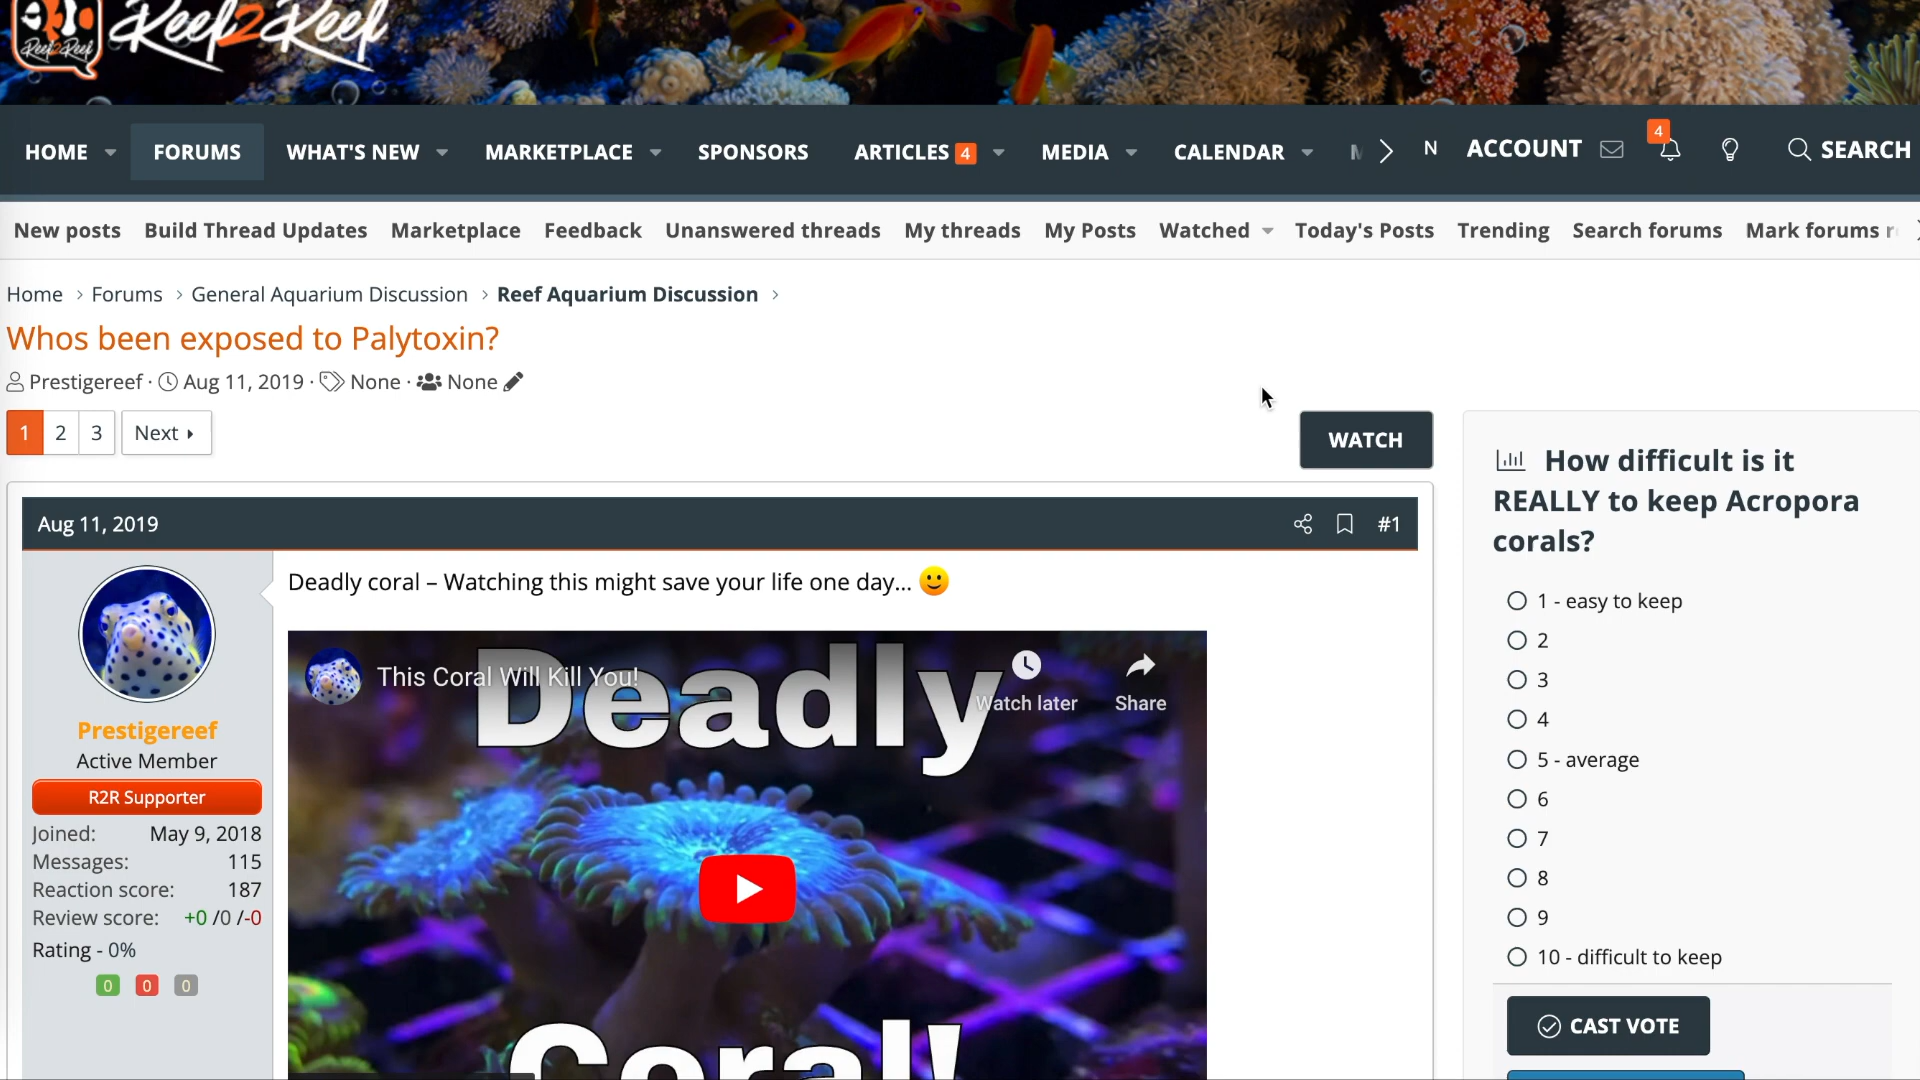 Reef2Reef
Reef2Reef
HOME FORUMS WHAT'S NEW MARKETPLACE SPONSORS ARTICLES 4 MEDIA CALENDAR N ACCOUNT 4 SEARCH
New posts Build Thread Updates Marketplace Feedback Unanswered threads My threads My Posts Watched Today's Posts Trending Search forums Mark forums
Home > Forums > General Aquarium Discussion > Reef Aquarium Discussion >
Whos been exposed to Palytoxin?
Prestigereef · Aug 11, 2019 · None · None
1 2 3 Next
WATCH
Aug 11, 2019 #1
Prestigereef
Active Member
R2R Supporter
Joined: May 9, 2018
Messages: 115
Reaction score: 187
Review score: +0 /0 /-0
Rating - 0%
0 0 0
Deadly coral – Watching this might save your life one day... 🙂
This Coral Will Kill You!
Watch later Share
Deadly
Coral!
How difficult is it
REALLY to keep Acropora
corals?
1 - easy to keep
2
3
4
5 - average
6
7
8
9
10 - difficult to keep
CAST VOTE